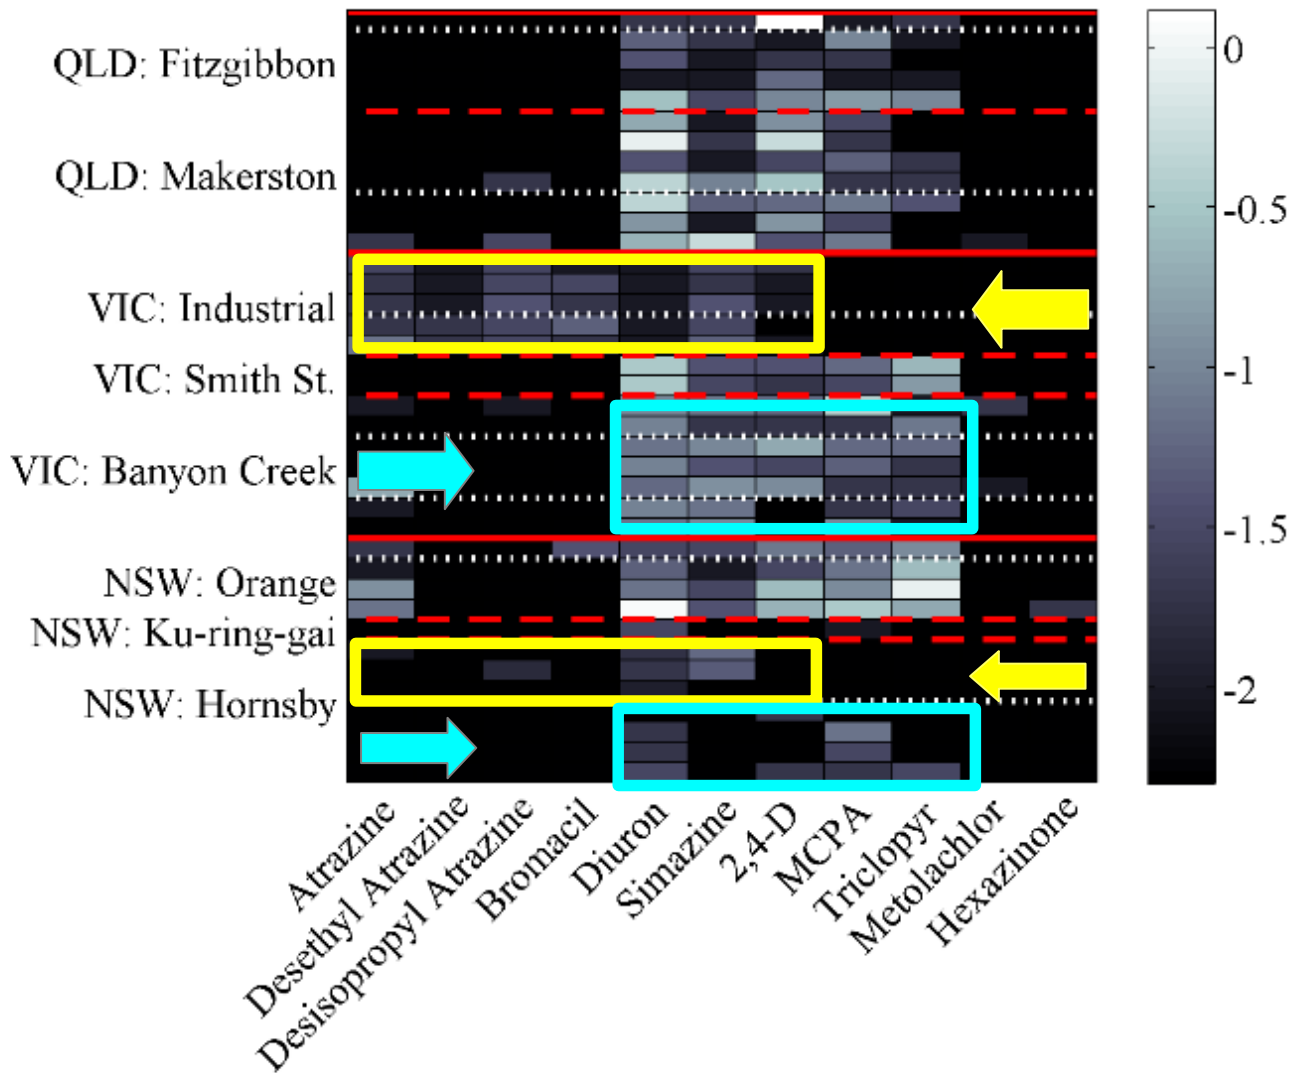 QLD: Fitzgibbon
QLD: Makerston
VIC: Industrial
VIC: Smith St.
VIC: Banyon Creek
NSW: Orange
NSW: Ku-ring-gai
NSW: Hornsby
0
-0.5
-1
-1.5
-2
Atrazine
Desethyl Atrazine
Desisopropyl Atrazine
Bromacil
Diuron
Simazine
2,4-D
MCPA
Triclopyr
Metolachlor
Hexazinone